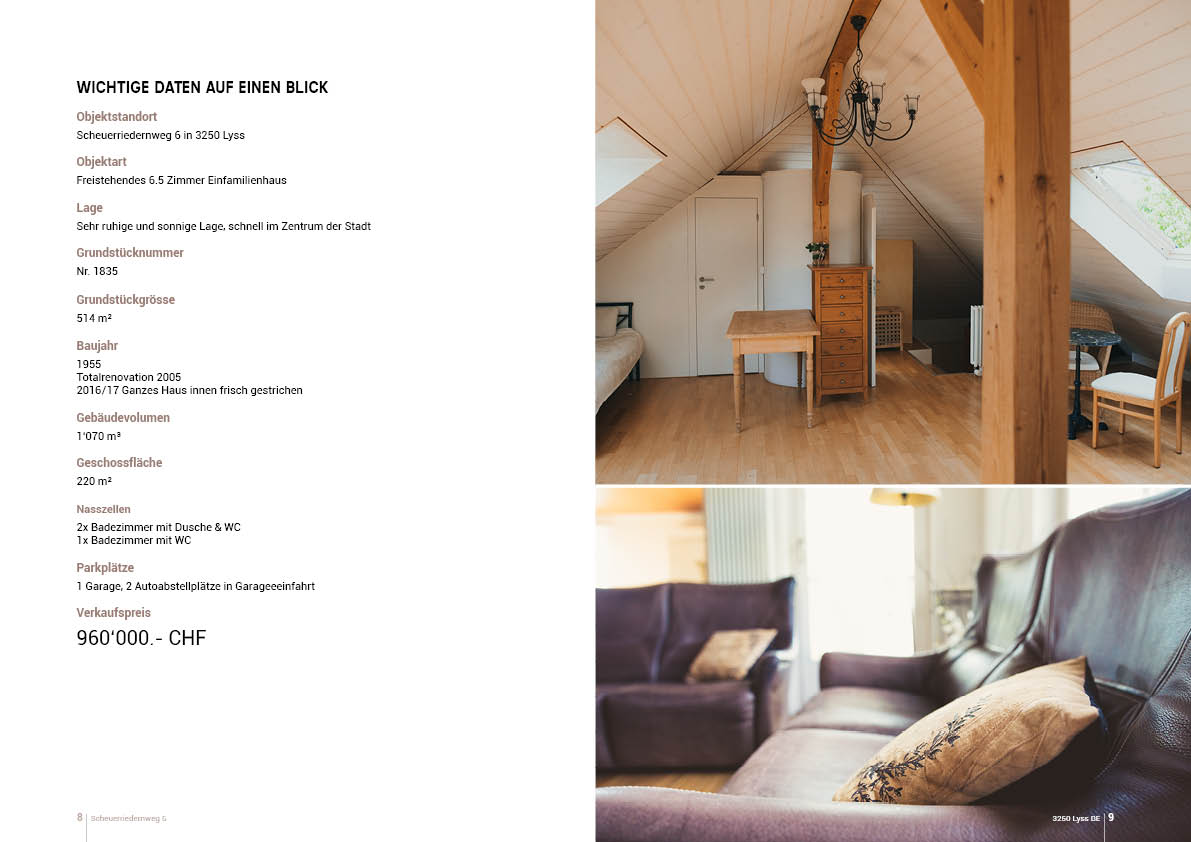 WICHTIGE DATEN AUF EINEN BLICK
Objektstandort
Scheuerriedernweg 6 in 3250 Lyss
Objektart
Freistehendes 6.5 Zimmer Einfamilienhaus
Lage
Sehr ruhige und sonnige Lage, schnell im Zentrum der Stadt
Grundstücknummer
Nr. 1835
Grundstückgrösse
514 m²
Baujahr
1955
Totalrenovation 2005
2016/17 Ganzes Haus innen frisch gestrichen
Gebäudevolumen
1‘070 m³
Geschossfläche
220 m²
Nasszellen
2x Badezimmer mit Dusche & WC
1x Badezimmer mit WC
Parkplätze
1 Garage, 2 Autoabstellplätze in Garageeeinfahrt
Verkaufspreis
960‘000.- CHF
8 Scheuerriedernweg 6
3250 Lyss BE 9